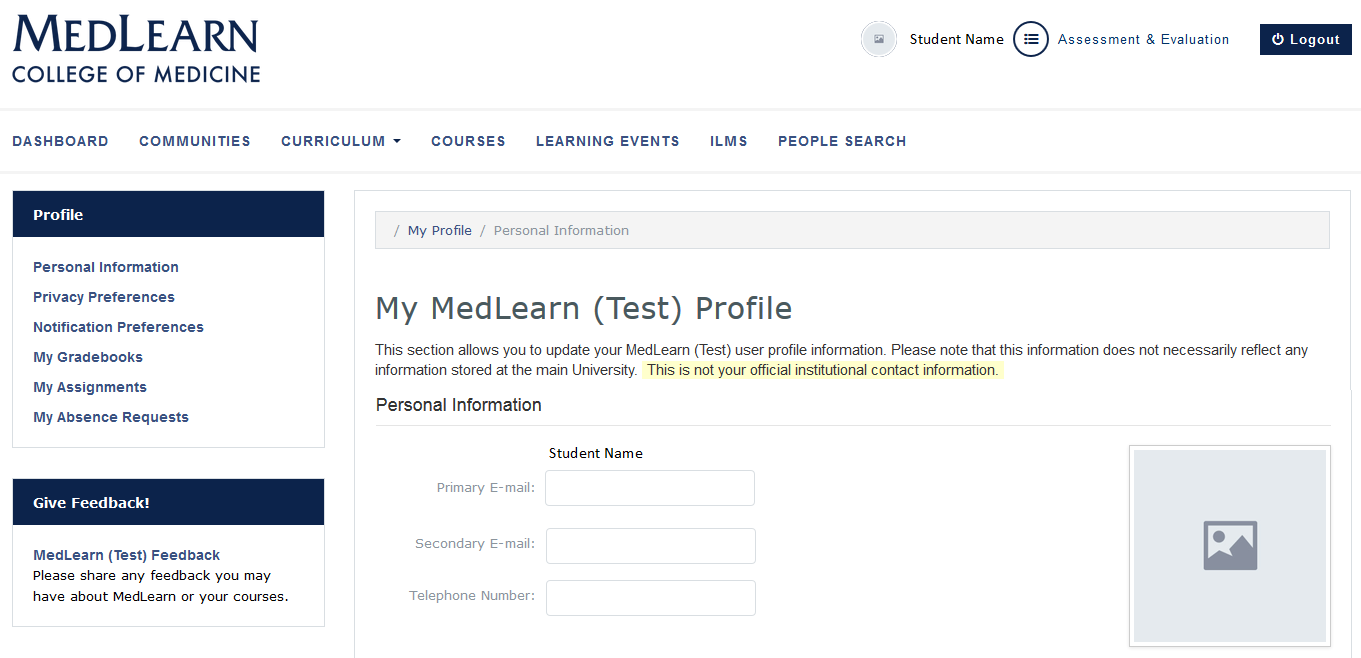 MEDLEARN
COLLEGE OF MEDICINE
Student Name
Assessment & Evaluation
Logout
DASHBOARD
COMMUNITIES
CURRICULUM
COURSES
LEARNING EVENTS
ILMS
PEOPLE SEARCH
Profile
Personal Information
Privacy Preferences
Notification Preferences
My Gradebooks
My Assignments
My Absence Requests
Give Feedback!
MedLearn (Test) Feedback
Please share any feedback you may
have about MedLearn or your courses.
/ My Profile / Personal Information
My MedLearn (Test) Profile
This section allows you to update your MedLearn (Test) user profile information. Please note that this information does not necessarily reflect any
information stored at the main University. This is not your official institutional contact information.
Personal Information
Student Name
Primary E-mail:
Secondary E-mail:
Telephone Number: